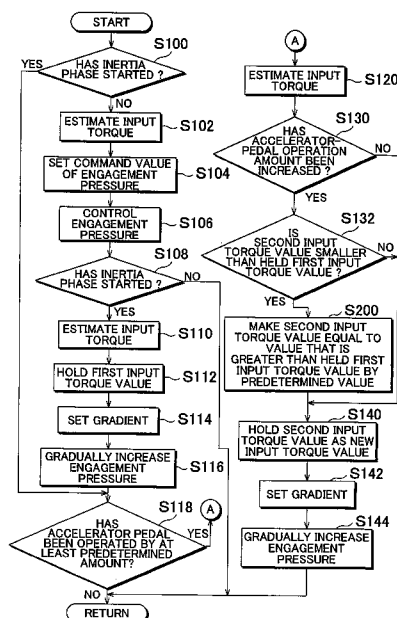 START
S100
HAS INERTIA
PHASE STARTED ?
YES
NO
ESTIMATE INPUT
TORQUE
S102
SET COMMAND VALUE
OF ENGAGEMENT
PRESSURE
S104
CONTROL
ENGAGEMENT
PRESSURE
S106
S108
HAS INERTIA
PHASE STARTED ?
NO
YES
ESTIMATE INPUT
TORQUE
S110
HOLD FIRST INPUT
TORQUE VALUE
S112
SET GRADIENT
S114
GRADUALLY INCREASE
ENGAGEMENT
PRESSURE
S116
S118
HAS
ACCELERATOR PEDAL
BEEN OPERATED BY AT
LEAST PREDETERMINED
AMOUNT?
YES
A
NO
RETURN
A
ESTIMATE INPUT
TORQUE
S120
S130
HAS
ACCELERATOR-
PEDAL OPERATION
AMOUNT BEEN
INCREASED ?
NO
YES
S132
IS
SECOND INPUT
TORQUE VALUE SMALLER
THAN HELD FIRST INPUT
TORQUE VALUE ?
NO
YES
S200
MAKE SECOND INPUT
TORQUE VALUE EQUAL TO
VALUE THAT IS
GREATER THAN HELD FIRST
INPUT TORQUE VALUE BY
PREDETERMINED VALUE
S140
HOLD SECOND INPUT
TORQUE VALUE AS NEW
INPUT TORQUE VALUE
S142
SET GRADIENT
S144
GRADUALLY INCREASE
ENGAGEMENT
PRESSURE